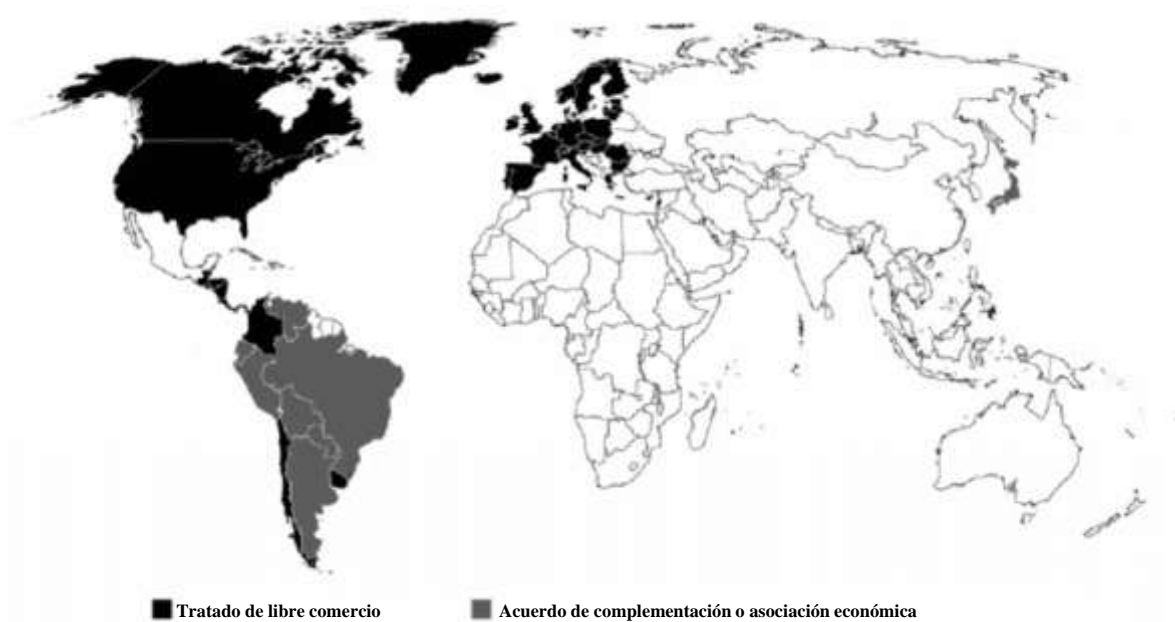 Tratado de libre comercio
Acuerdo de complementación o asociación económica